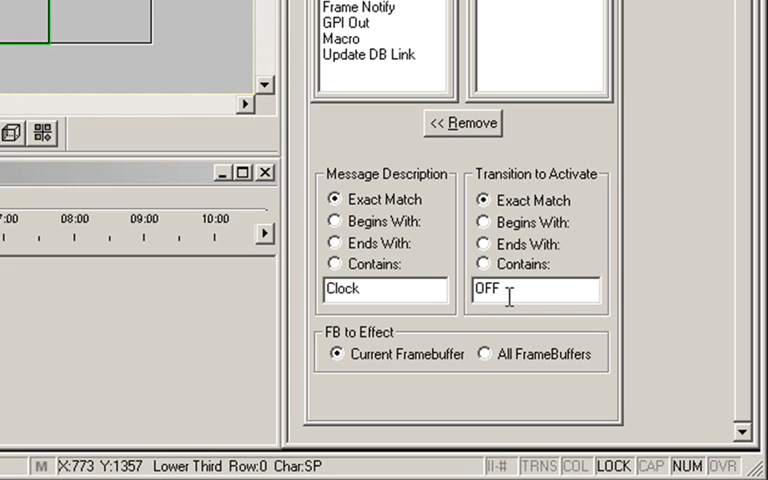 Frame Notify
GPI Out
Macro
Update DB Link
<< Remove
Message Description
Exact Match
Begins With:
Ends With:
Contains:
Clock
Transition to Activate
Exact Match
Begins With:
Ends With:
Contains:
OFF
FB to Effect
Current Framebuffer
All FrameBuffers
7:00 08:00 09:00 10:00
M X:773 Y:1357 Lower Third Row:0 Char:SP
II-# TRNS COL LOCK CAP NUM OVR